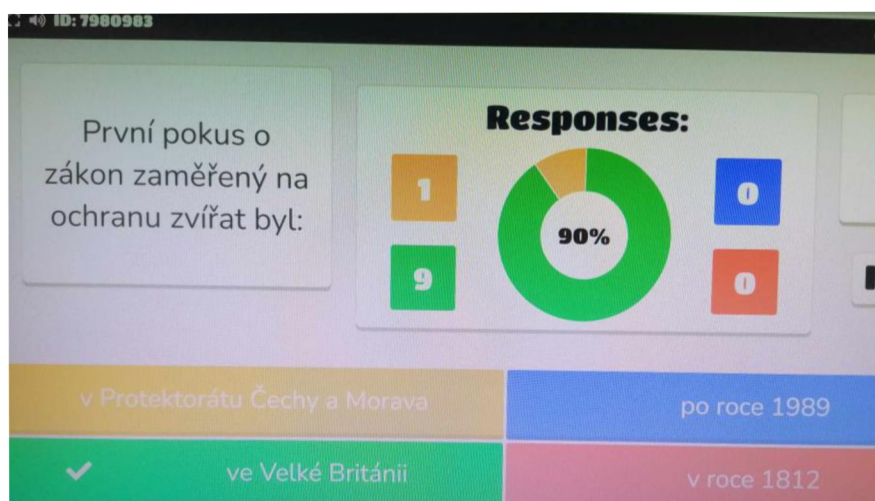 ID: 7980983
První pokus o
zákon zaměřený na
ochranu zvířat byl:
Responses:
1
0
90%
9
0
v Protektorátu Čechy a Morava
po roce 1989
ve Velké Británii
v roce 1812